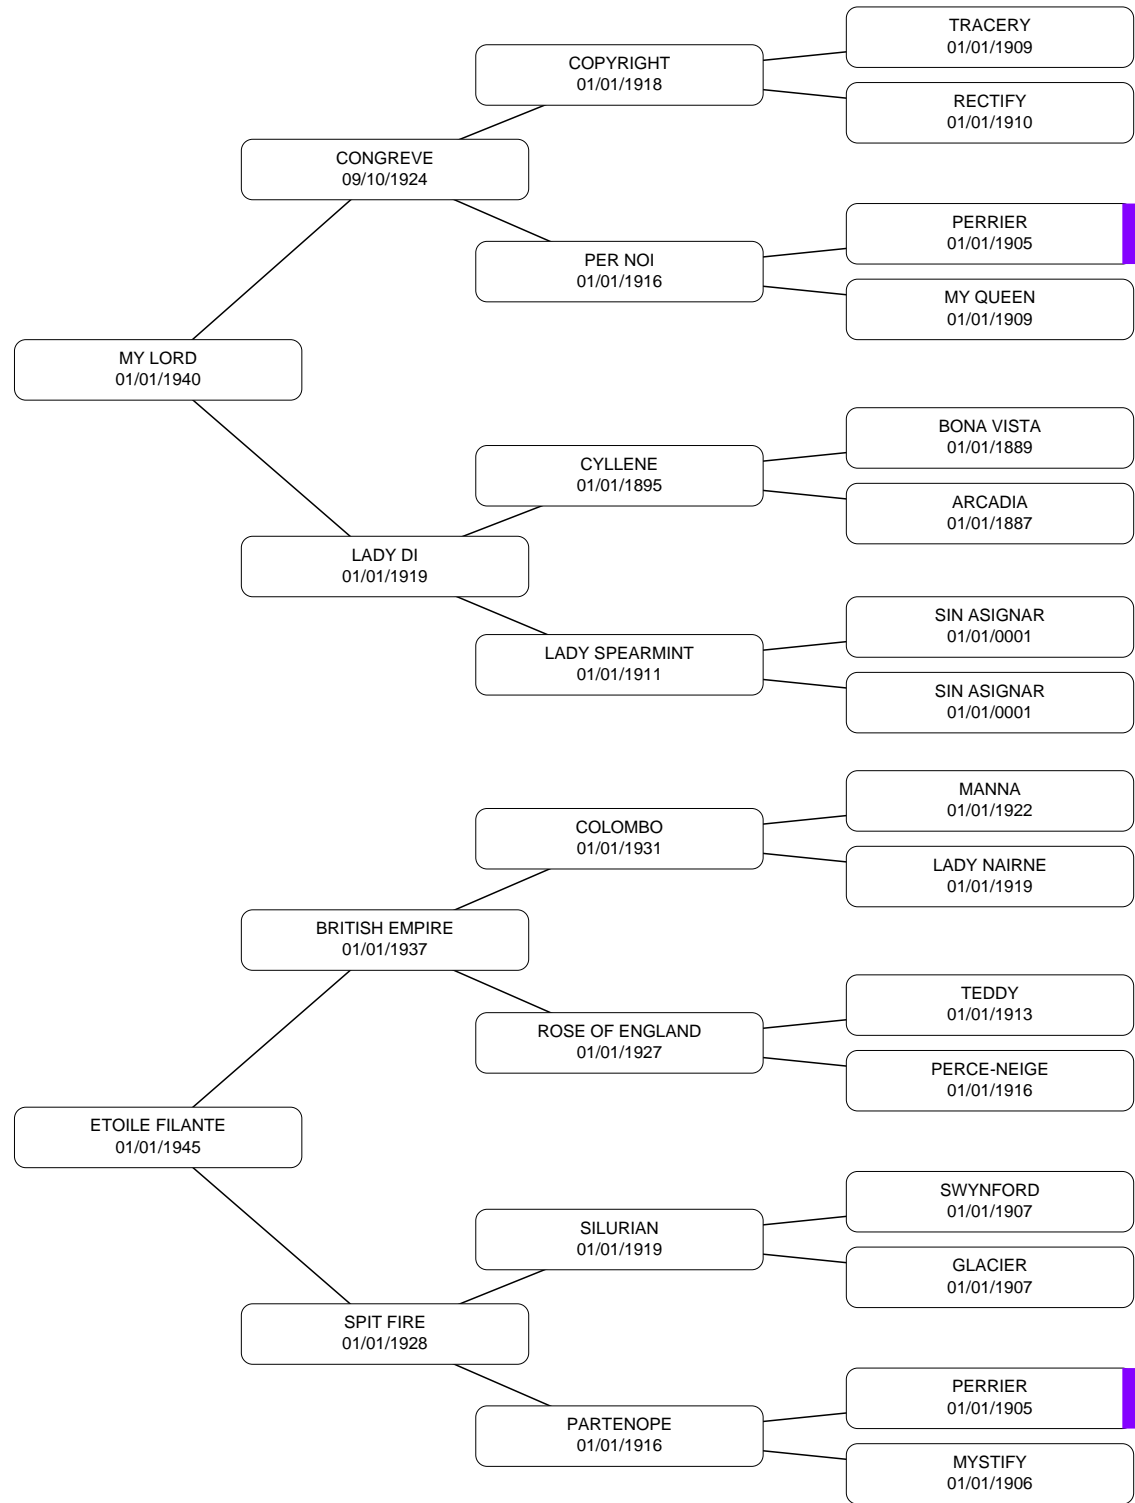 TRACERY
01/01/1909
COPYRIGHT
01/01/1918
RECTIFY
01/01/1910
CONGREVE
09/10/1924
PERRIER
01/01/1905
PER NOI
01/01/1916
MY QUEEN
01/01/1909
MY LORD
01/01/1940
BONA VISTA
01/01/1889
CYLLENE
01/01/1895
ARCADIA
01/01/1887
LADY DI
01/01/1919
SIN ASIGNAR
01/01/0001
LADY SPEARMINT
01/01/1911
SIN ASIGNAR
01/01/0001
MANNA
01/01/1922
COLOMBO
01/01/1931
LADY NAIRNE
01/01/1919
BRITISH EMPIRE
01/01/1937
TEDDY
01/01/1913
ROSE OF ENGLAND
01/01/1927
PERCE-NEIGE
01/01/1916
ETOILE FILANTE
01/01/1945
SWYNFORD
01/01/1907
SILURIAN
01/01/1919
GLACIER
01/01/1907
SPIT FIRE
01/01/1928
PERRIER
01/01/1905
PARTENOPE
01/01/1916
MYSTIFY
01/01/1906